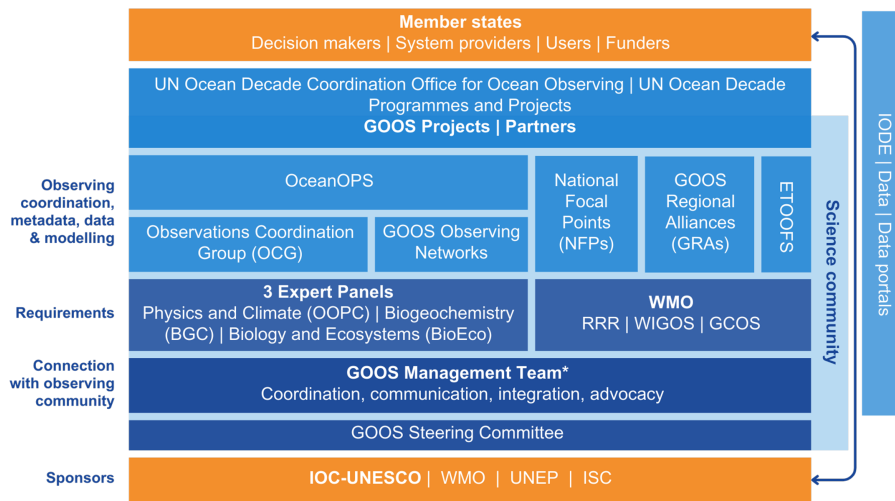 Member states
Decision makers | System providers | Users | Funders
UN Ocean Decade Coordination Office for Ocean Observing | UN Ocean Decade
Programmes and Projects
GOOS Projects | Partners
Observing
coordination,
metadata, data
& modelling
OceanOPS
Observations Coordination
Group (OCG)
GOOS Observing
Networks
National
Focal
Points
(NFPs)
GOOS
Regional
Alliances
(GRAs)
ETOOFS
Requirements
3 Expert Panels
Physics and Climate (OOPC) | Biogeochemistry
(BGC) | Biology and Ecosystems (BioEco)
WMO
RRR | WIGOS | GCOS
Connection
with observing
community
GOOS Management Team*
Coordination, communication, integration, advocacy
GOOS Steering Committee
Sponsors
IOC-UNESCO | WMO | UNEP | ISC
Science community
IODE | Data | Data portals